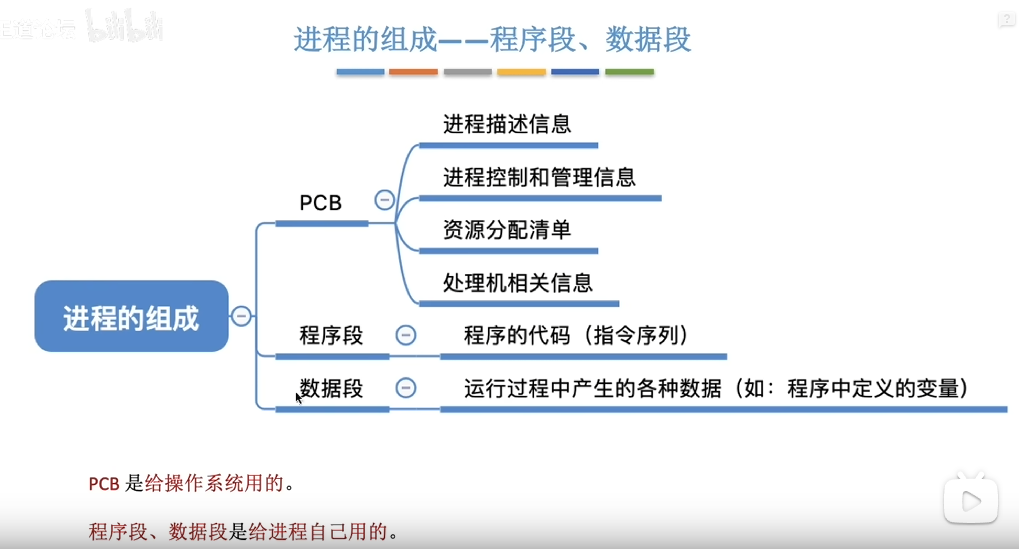 bilibili
进程的组成——程序段、数据段
进程描述信息
进程控制和管理信息
PCB
资源分配清单
处理机相关信息
进程的组成
程序段
程序的代码（指令序列）
数据段
运行过程中产生的各种数据（如：程序中定义的变量）
PCB 是给操作系统用的。
程序段、数据段是给进程自己用的。